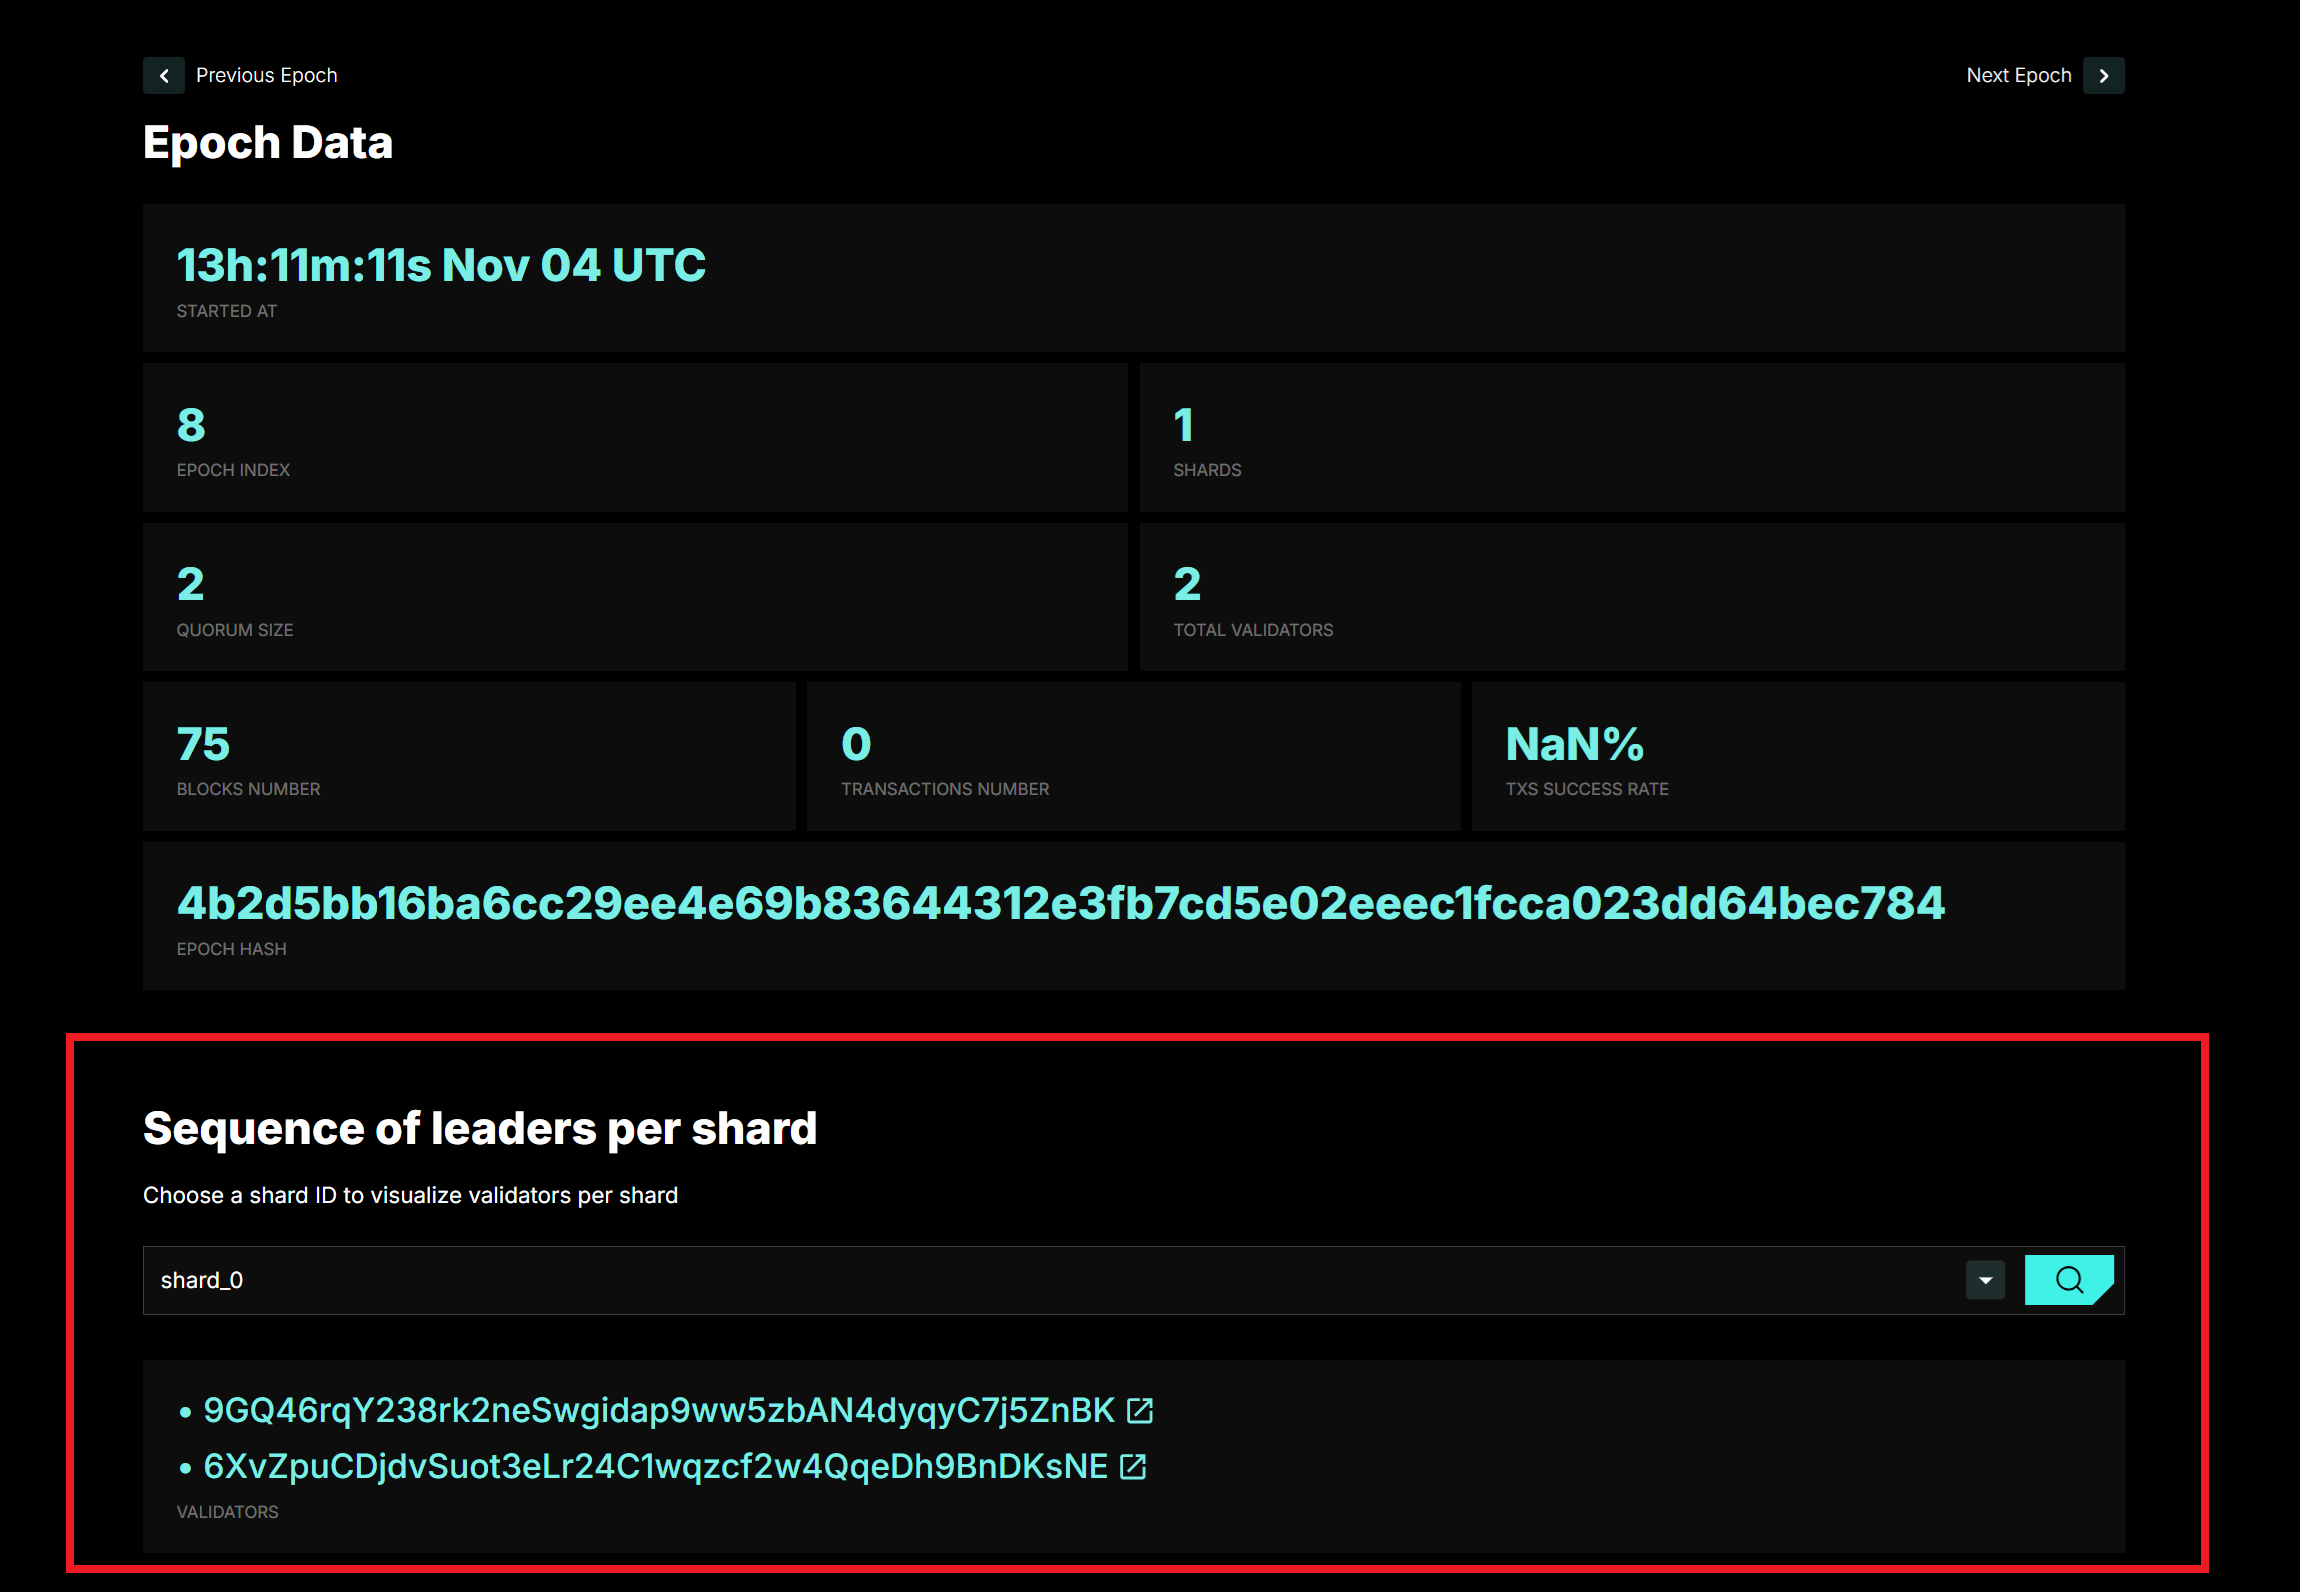 Previous Epoch
Next Epoch
Epoch Data
13h:11m:11s Nov 04 UTC
STARTED AT
8
EPOCH INDEX
1
SHARDS
2
QUORUM SIZE
2
TOTAL VALIDATORS
75
BLOCKS NUMBER
0
TRANSACTIONS NUMBER
NaN%
TXS SUCCESS RATE
4b2d5bb16ba6cc29ee4e69b83644312e3fb7cd5e02eeec1fcca023dd64bec784
EPOCH HASH
Sequence of leaders per shard
Choose a shard ID to visualize validators per shard
shard_0
• 9GQ46rqY238rk2neSwgidap9ww5zbAN4dyqyC7j5ZnBK
• 6XvZpuCDjdvSuot3eLr24C1wqzcf2w4QqeDh9BnDKsNE
VALIDATORS